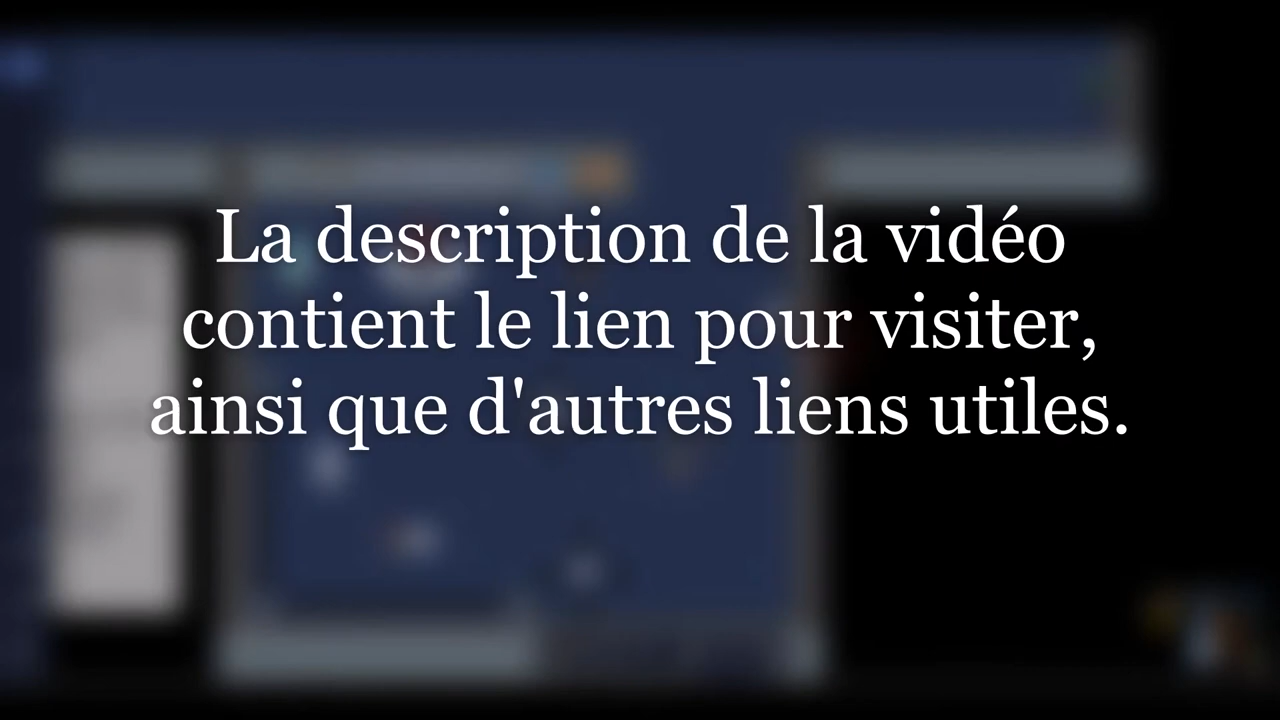 La description de la vidéo
contient le lien pour visiter,
ainsi que d'autres liens utiles.